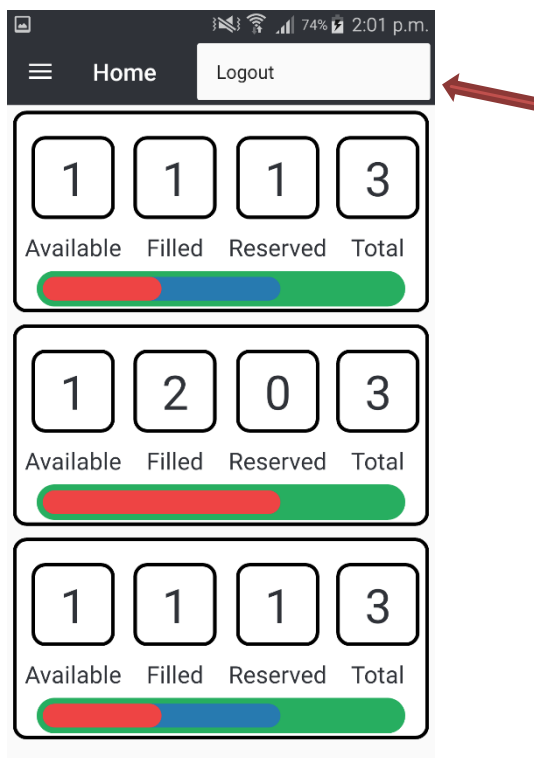 74% 2:01 p.m.
Home Logout
1 1 1 3
Available Filled Reserved Total
1 2 0 3
Available Filled Reserved Total
1 1 1 3
Available Filled Reserved Total